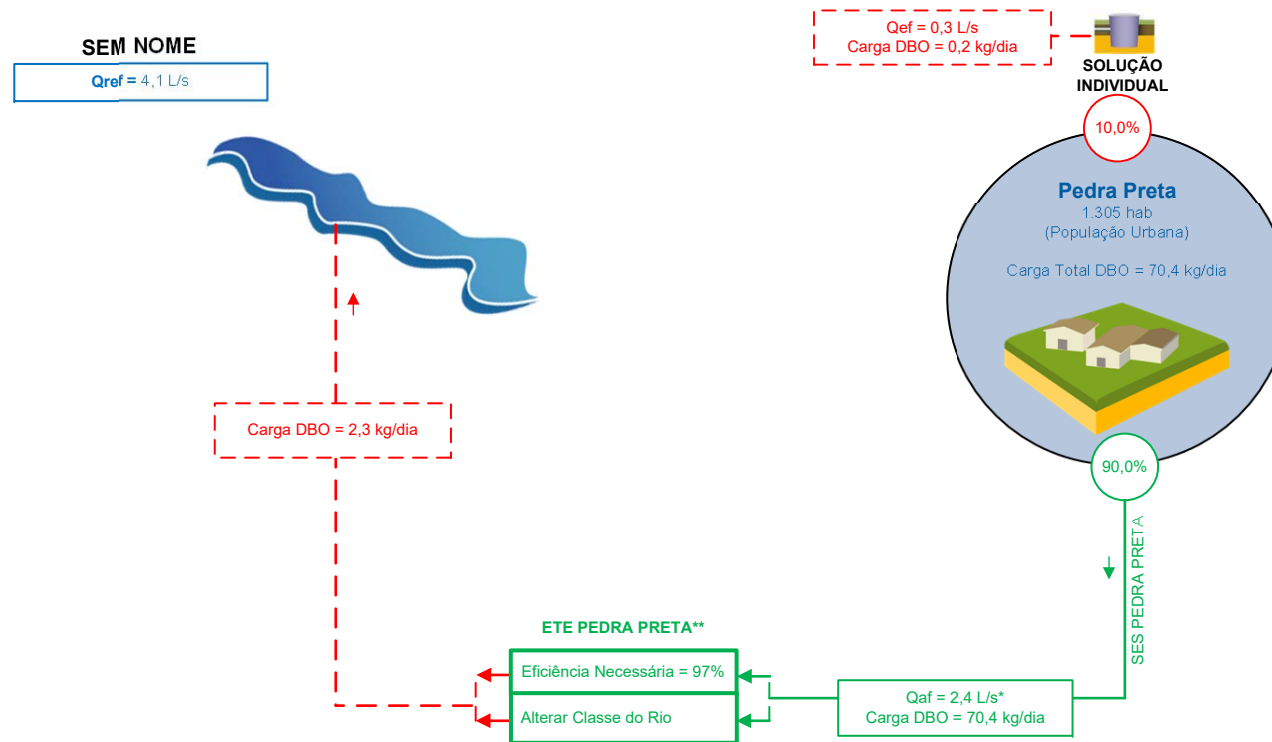 SEM NOME
Qref = 4,1 L/s
Qef = 0,3 L/s
Carga DBO = 0,2 kg/dia
SOLUÇÃO
INDIVIDUAL
10,0%
Pedra Preta
1.305 hab
(População Urbana)
Carga Total DBO = 70,4 kg/dia
90,0%
SES PEDRA PRETA
Carga DBO = 2,3 kg/dia
ETE PEDRA PRETA**
Eficiência Necessária = 97%
Alterar Classe do Rio
Qaf = 2,4 L/s*
Carga DBO = 70,4 kg/dia